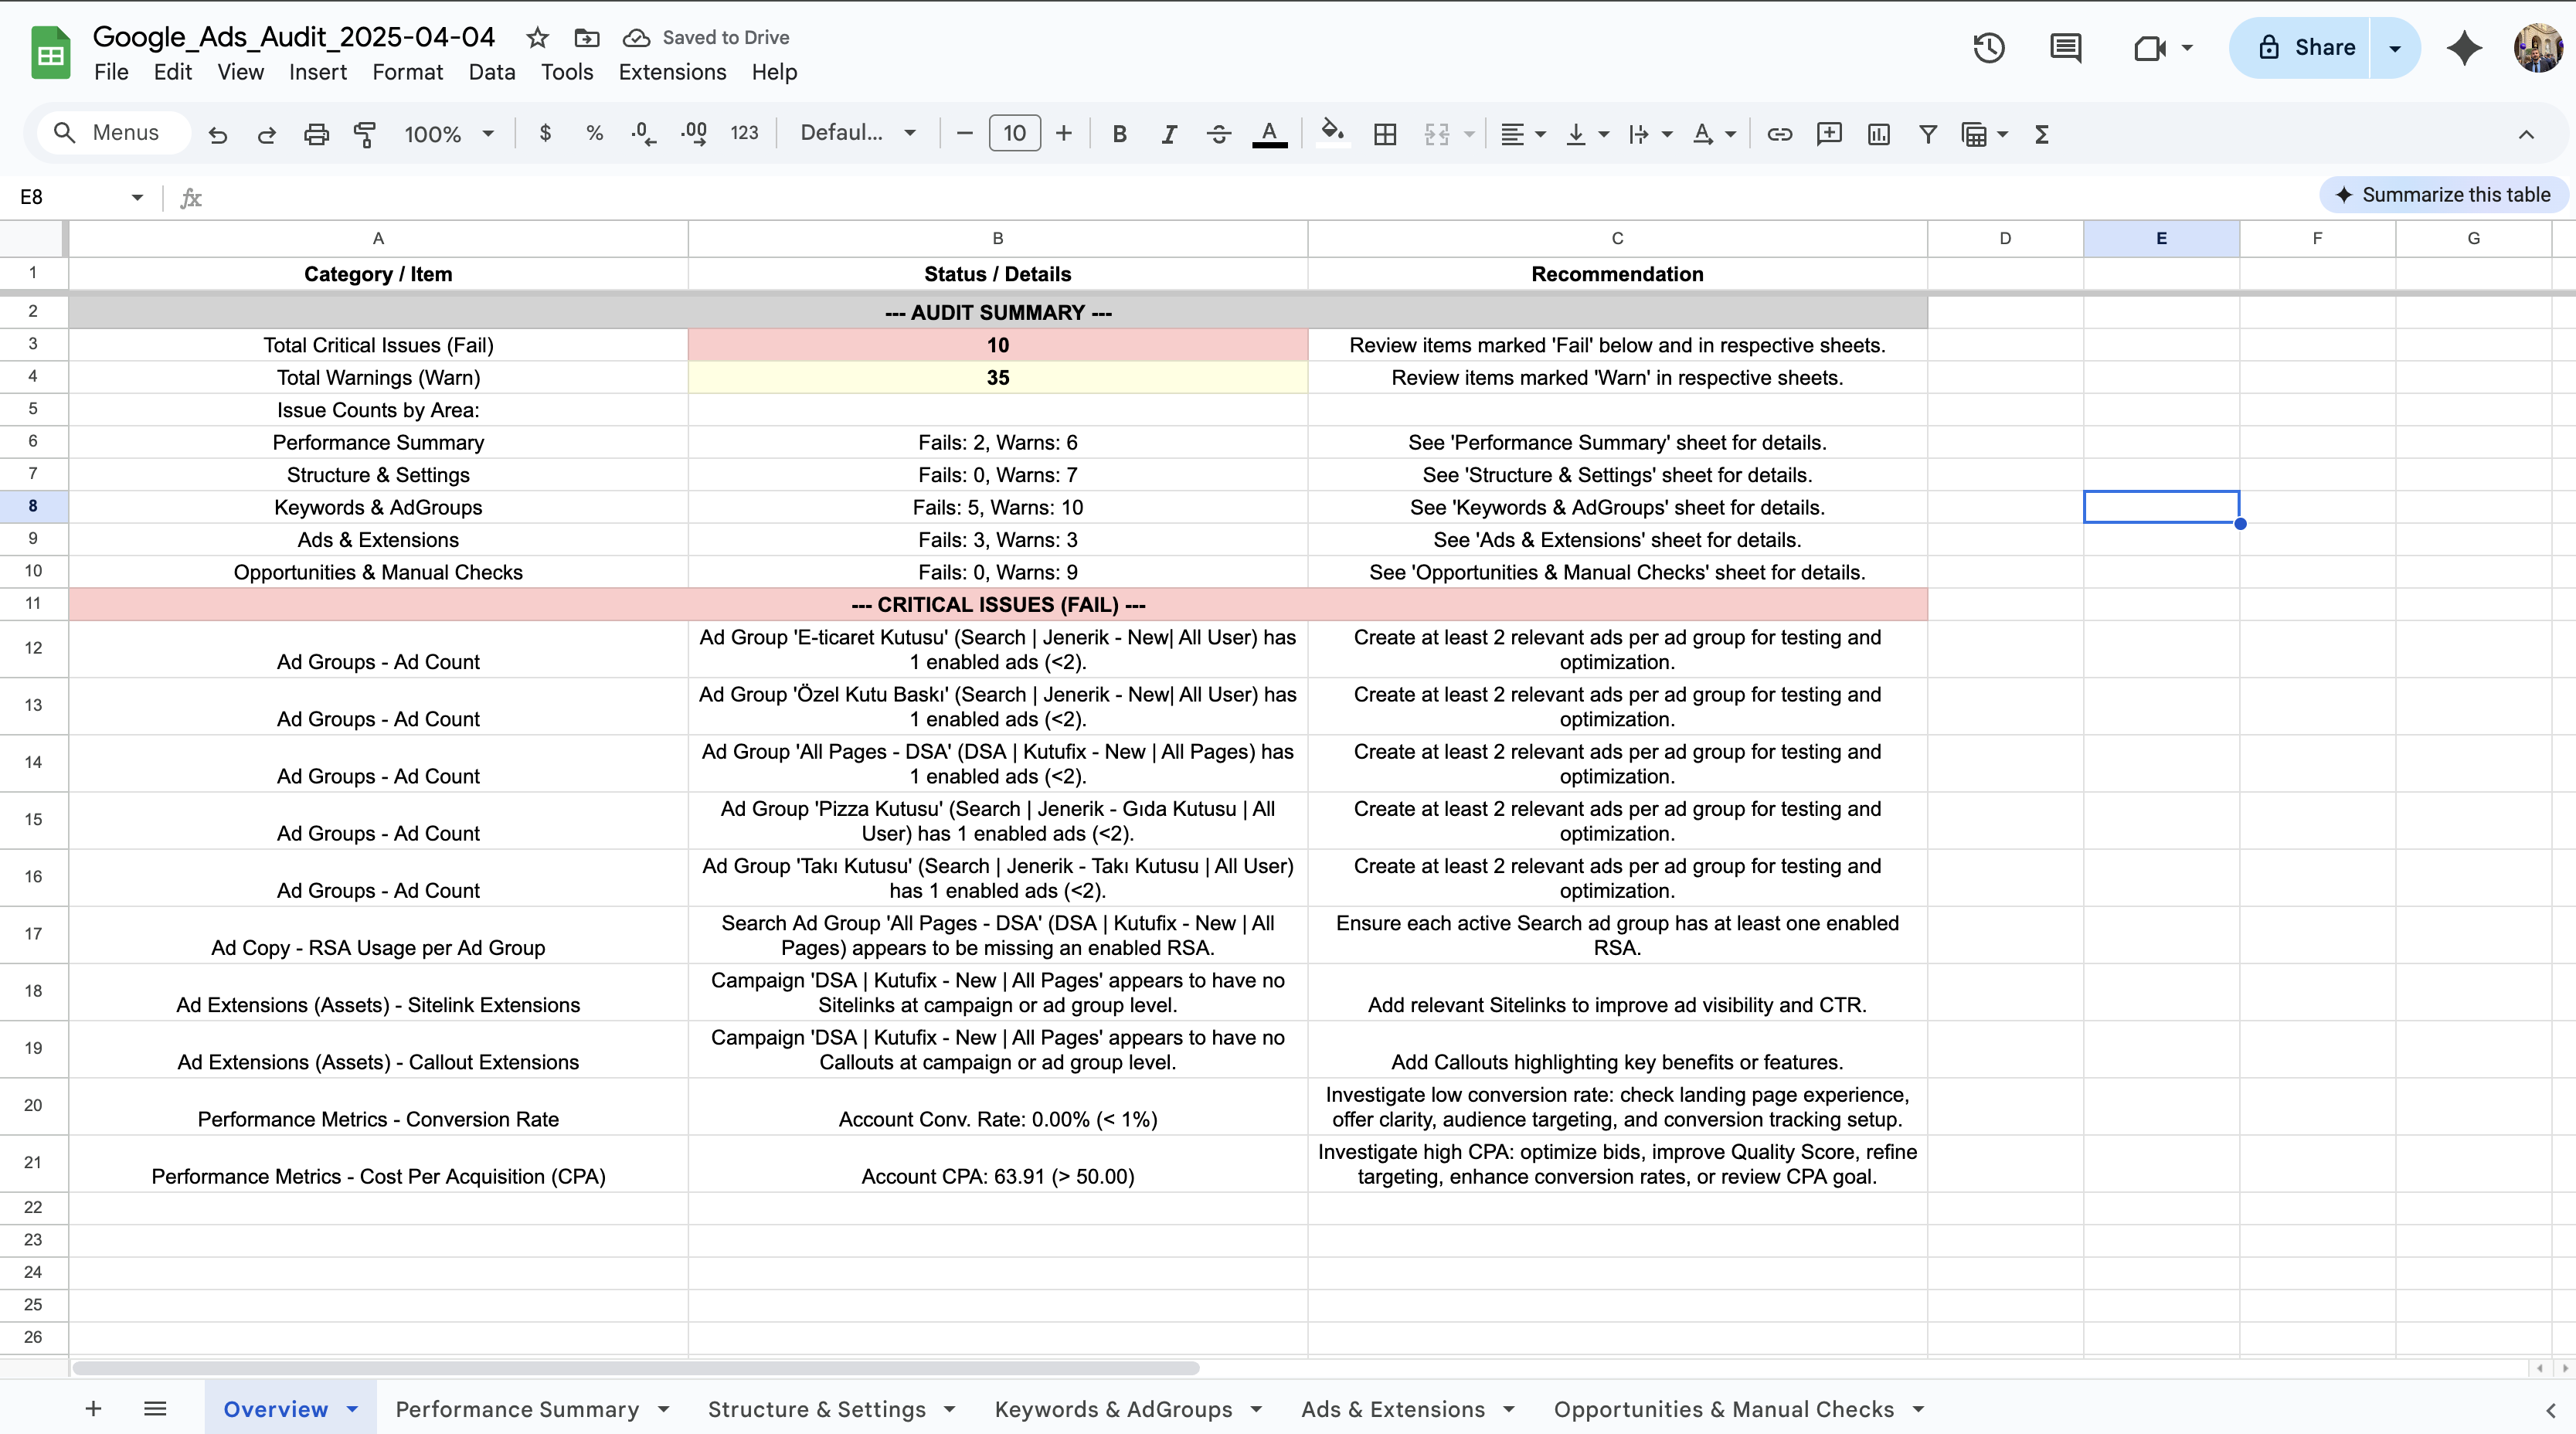 Google_Ads_Audit_2025-04-04
Saved to Drive
File Edit View Insert Format Data Tools Extensions Help
Share
Menus
100%
$ % .0 .00 123
Defaul...
10
B I A
E8
fx
Summarize this table
A B C D E F G
1 Category / Item Status / Details Recommendation
2 --- AUDIT SUMMARY ---
3 Total Critical Issues (Fail) 10 Review items marked 'Fail' below and in respective sheets.
4 Total Warnings (Warn) 35 Review items marked 'Warn' in respective sheets.
5 Issue Counts by Area:
6 Performance Summary Fails: 2, Warns: 6 See 'Performance Summary' sheet for details.
7 Structure & Settings Fails: 0, Warns: 7 See 'Structure & Settings' sheet for details.
8 Keywords & AdGroups Fails: 5, Warns: 10 See 'Keywords & AdGroups' sheet for details.
9 Ads & Extensions Fails: 3, Warns: 3 See 'Ads & Extensions' sheet for details.
10 Opportunities & Manual Checks Fails: 0, Warns: 9 See 'Opportunities & Manual Checks' sheet for details.
11 --- CRITICAL ISSUES (FAIL) ---
12 Ad Groups - Ad Count
Ad Group 'E-ticaret Kutusu' (Search | Jenerik - New| All User) has
1 enabled ads (<2).
Create at least 2 relevant ads per ad group for testing and
optimization.
13 Ad Groups - Ad Count
Ad Group 'Özel Kutu Baskı' (Search | Jenerik - New| All User) has
1 enabled ads (<2).
Create at least 2 relevant ads per ad group for testing and
optimization.
14 Ad Groups - Ad Count
Ad Group 'All Pages - DSA' (DSA | Kutufix - New | All Pages) has
1 enabled ads (<2).
Create at least 2 relevant ads per ad group for testing and
optimization.
15 Ad Groups - Ad Count
Ad Group 'Pizza Kutusu' (Search | Jenerik - Gıda Kutusu | All
User) has 1 enabled ads (<2).
Create at least 2 relevant ads per ad group for testing and
optimization.
16 Ad Groups - Ad Count
Ad Group 'Takı Kutusu' (Search | Jenerik - Takı Kutusu | All User)
has 1 enabled ads (<2).
Create at least 2 relevant ads per ad group for testing and
optimization.
17 Ad Copy - RSA Usage per Ad Group
Search Ad Group 'All Pages - DSA' (DSA | Kutufix - New | All
Pages) appears to be missing an enabled RSA.
Ensure each active Search ad group has at least one enabled
RSA.
18 Ad Extensions (Assets) - Sitelink Extensions
Campaign 'DSA | Kutufix - New | All Pages' appears to have no
Sitelinks at campaign or ad group level.
Add relevant Sitelinks to improve ad visibility and CTR.
19 Ad Extensions (Assets) - Callout Extensions
Campaign 'DSA | Kutufix - New | All Pages' appears to have no
Callouts at campaign or ad group level.
Add Callouts highlighting key benefits or features.
20 Performance Metrics - Conversion Rate
Account Conv. Rate: 0.00% (< 1%)
Investigate low conversion rate: check landing page experience,
offer clarity, audience targeting, and conversion tracking setup.
21 Performance Metrics - Cost Per Acquisition (CPA)
Account CPA: 63.91 (> 50.00)
Investigate high CPA: optimize bids, improve Quality Score, refine
targeting, enhance conversion rates, or review CPA goal.
22
23
24
25
26
Overview Performance Summary Structure & Settings Keywords & AdGroups Ads & Extensions Opportunities & Manual Checks